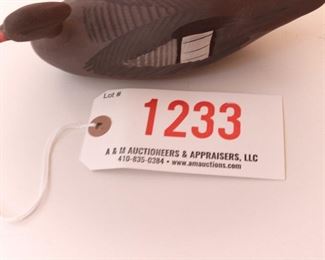 Lot #
1233
A & M AUCTIONEERS & APPRAISERS, LLC
410-835-0384 • www.amauctions.com